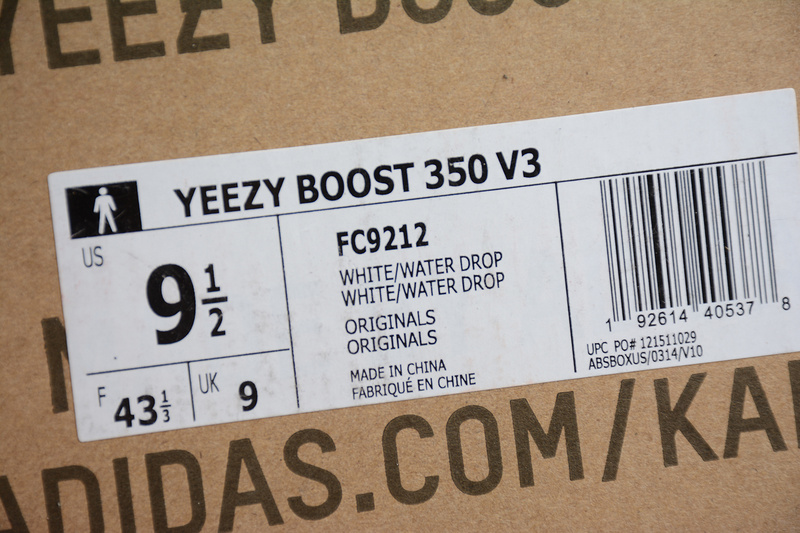 YEEZY BOOST
YEEZY BOOST 350 V3
US
9 1/2
F 43 1/3
UK 9
FC9212
WHITE/WATER DROP
WHITE/WATER DROP
ORIGINALS
ORIGINALS
MADE IN CHINA
FABRIQUÉ EN CHINE
1 92614 40537 8
UPC PO# 121511029
ABSBOXUS/0314/V10
ADIDAS.COM/KA